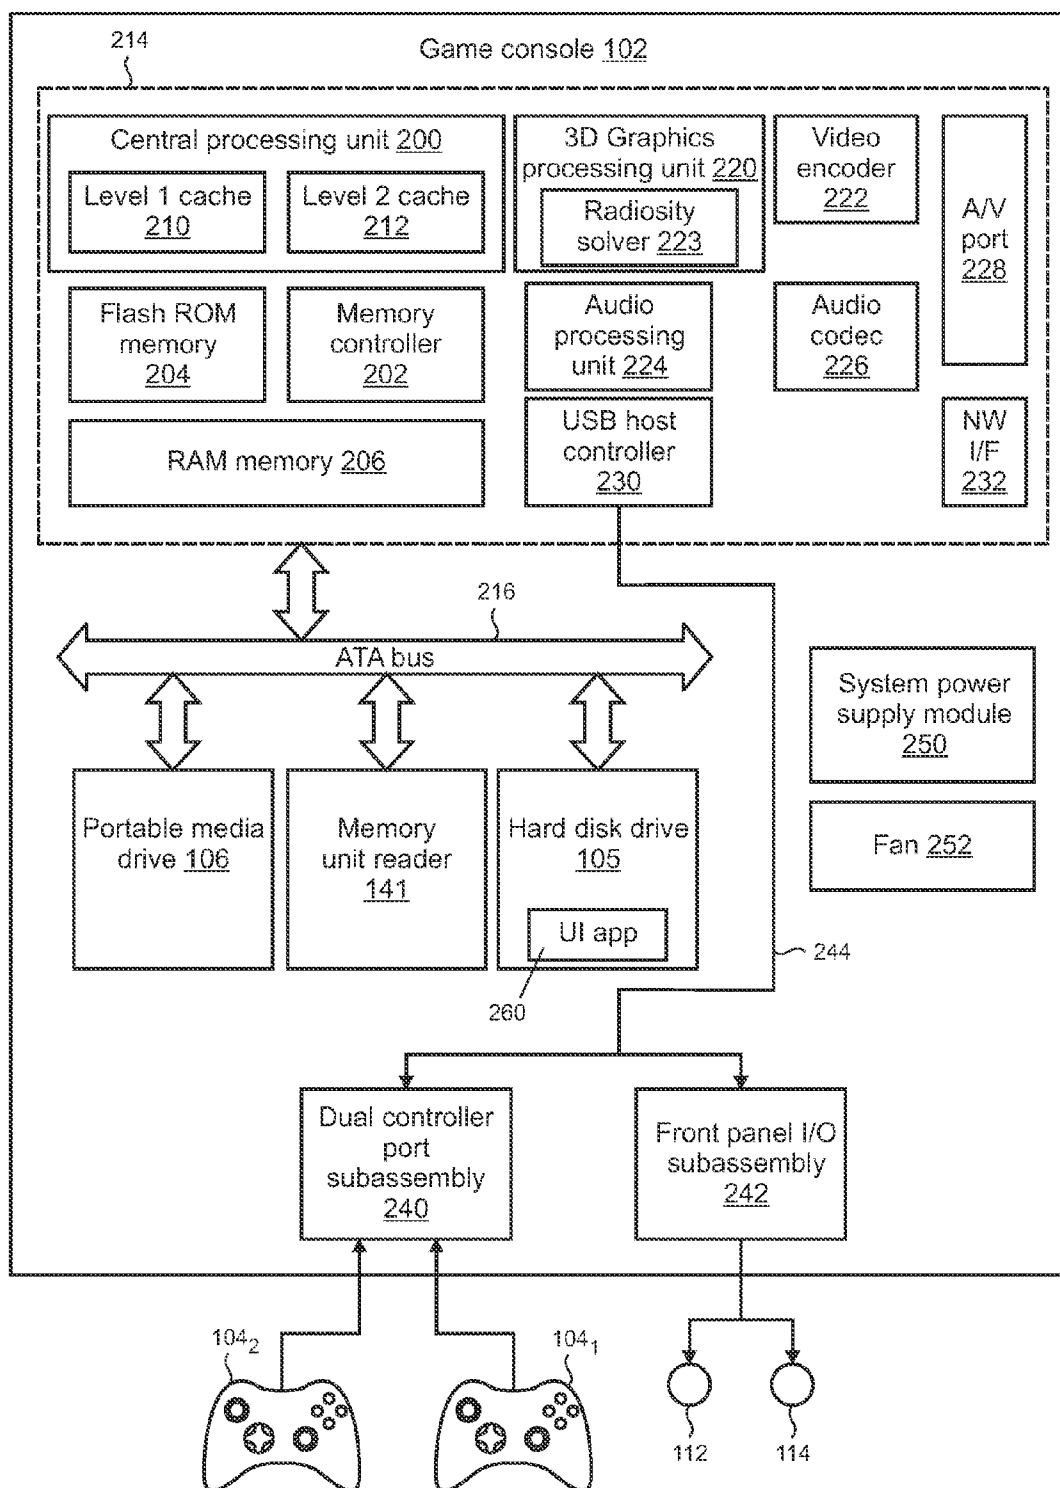 214
Game console 102
Central processing unit 200
Level 1 cache
210
Level 2 cache
212
3D Graphics
processing unit 220
Radiosity
solver 223
Video
encoder
222
A/V
port
228
Flash ROM
memory
204
Memory
controller
202
Audio
processing
unit 224
Audio
codec
226
RAM memory 206
USB host
controller
230
NW
I/F
232
216
ATA bus
System power
supply module
250
Portable media
drive 106
Memory
unit reader
141
Hard disk drive
105
UI app
260
Fan 252
244
Dual controller
port
subassembly
240
Front panel I/O
subassembly
242
104₂
104₁
112
114